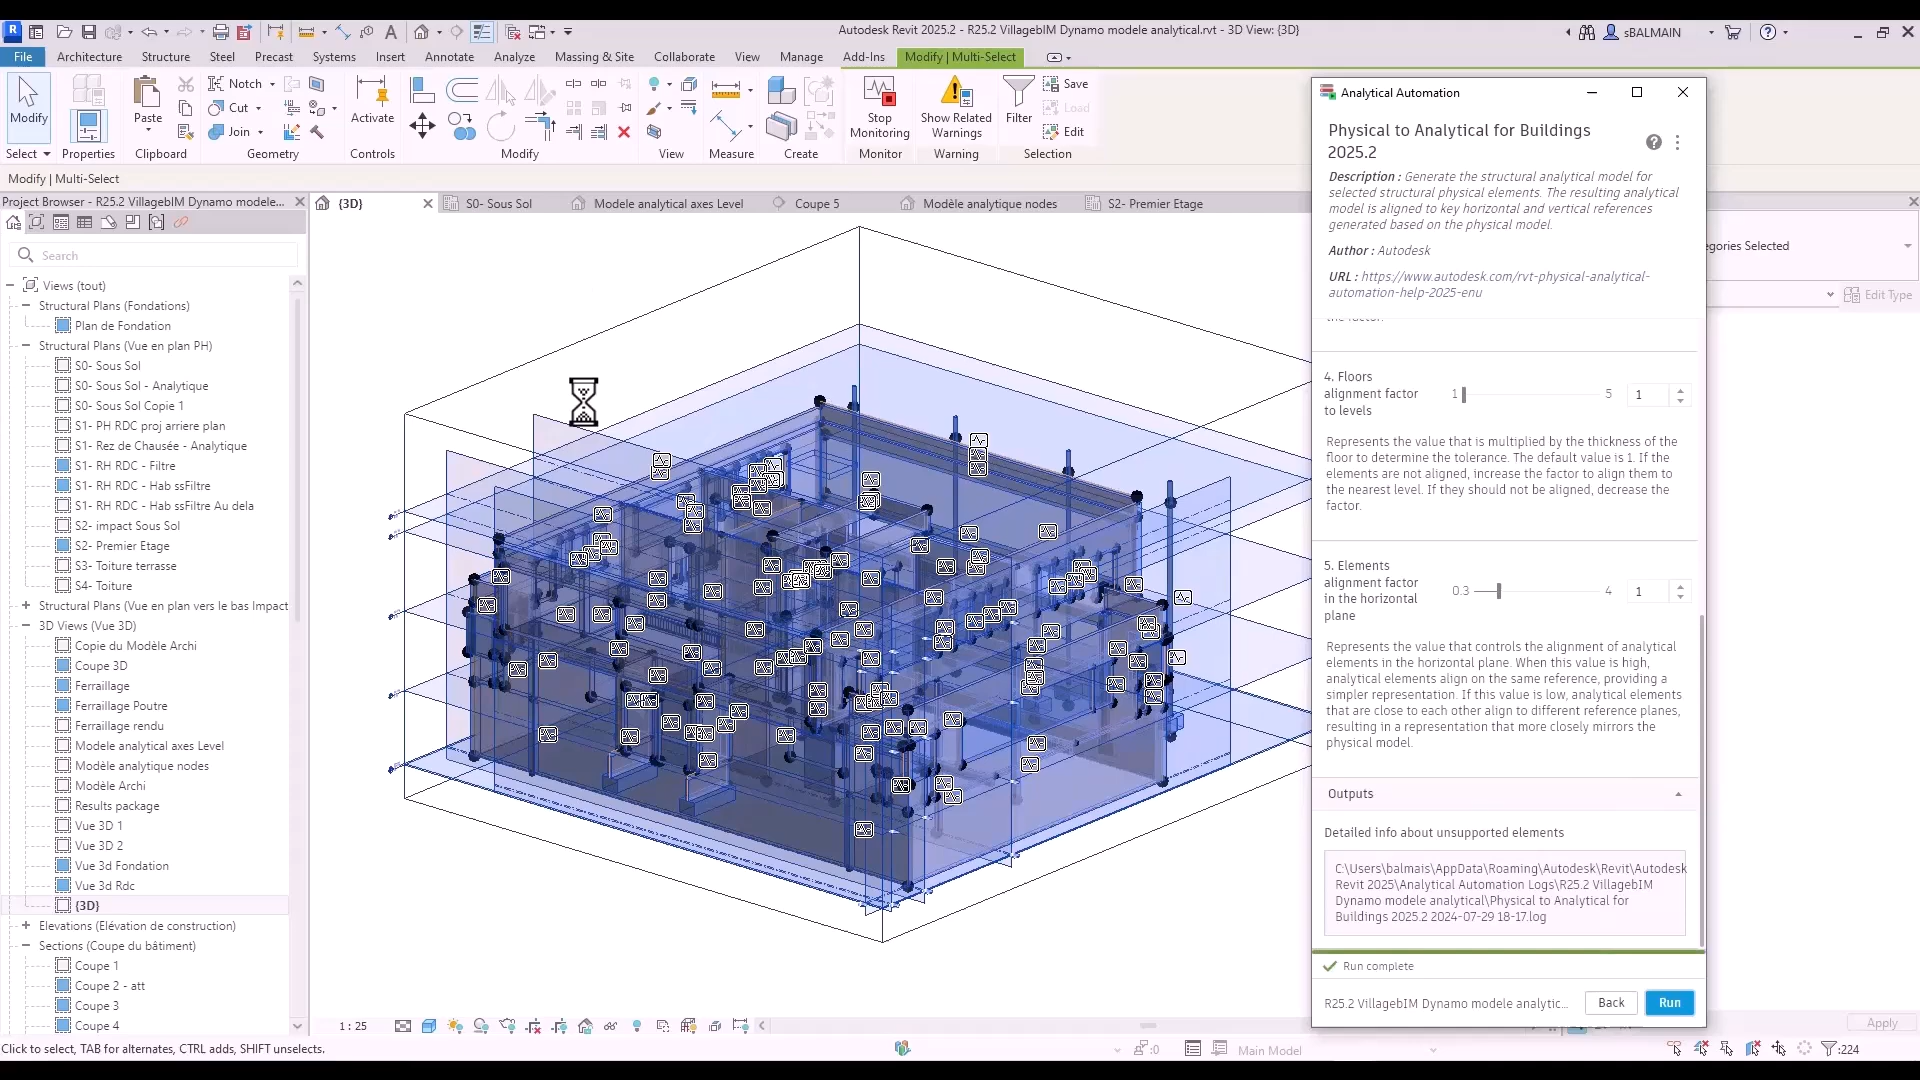 Autodesk Revit 2025.2 - R25.2 VillagebIM Dynamo modele analytical.rvt - 3D View: {3D}
sBALMAIN
File
Architecture
Structure
Steel
Precast
Systems
Insert
Annotate
Analyze
Massing & Site
Collaborate
View
Manage
Add-Ins
Modify | Multi-Select
Modify
Select
Properties
Paste
Clipboard
Notch
Cut
Join
Geometry
Activate
Controls
Modify
View
Measure
Create
Stop
Monitoring
Monitor
Show Related
Warnings
Warning
Filter
Save
Load
Edit
Selection
Modify | Multi-Select
Project Browser - R25.2 VillagebIM Dynamo modele...
Search
Views (tout)
Structural Plans (Fondations)
Plan de Fondation
Structural Plans (Vue en plan PH)
S0- Sous Sol
S0- Sous Sol - Analytique
S0- Sous Sol Copie 1
S1- PH RDC proj arriere plan
S1- Rez de Chausée - Analytique
S1- RH RDC - Filtre
S1- RH RDC - Hab ssFiltre
S1- RH RDC - Hab ssFiltre Au dela
S2- impact Sous Sol
S2- Premier Etage
S3- Toiture terrasse
S4- Toiture
Structural Plans (Vue en plan vers le bas Impact
3D Views (Vue 3D)
Copie du Modèle Archi
Coupe 3D
Ferraillage
Ferraillage Poutre
Ferraillage rendu
Modele analytical axes Level
Modèle analytique nodes
Modèle Archi
Results package
Vue 3D 1
Vue 3D 2
Vue 3d Fondation
Vue 3d Rdc
{3D}
Elevations (Elévation de construction)
Sections (Coupe du bâtiment)
Coupe 1
Coupe 2 - att
Coupe 3
Coupe 4
{3D}
S0- Sous Sol
Modele analytical axes Level
Coupe 5
Modèle analytique nodes
S2- Premier Etage
Analytical Automation
Physical to Analytical for Buildings
2025.2
Description : Generate the structural analytical model for
selected structural physical elements. The resulting analytical
model is aligned to key horizontal and vertical references
generated based on the physical model.
Author : Autodesk
URL : https://www.autodesk.com/rvt-physical-analytical-
automation-help-2025-enu
the factor.
4. Floors
alignment factor
to levels
1
5
1
Represents the value that is multiplied by the thickness of the
floor to determine the tolerance. The default value is 1. If the
elements are not aligned, increase the factor to align them to
the nearest level. If they should not be aligned, decrease the
factor.
5. Elements
alignment factor
in the horizontal
plane
0.3
4
1
Represents the value that controls the alignment of analytical
elements in the horizontal plane. When this value is high,
analytical elements align on the same reference, providing a
simpler representation. If this value is low, analytical elements
that are close to each other align to different reference planes,
resulting in a representation that more closely mirrors the
physical model.
Outputs
Detailed info about unsupported elements
C:\Users\balmais\AppData\Roaming\Autodesk\Revit\Autodesk
Revit 2025\Analytical Automation Logs\R25.2 VillagebIM
Dynamo modele analytical\Physical to Analytical for
Buildings 2025.2 2024-07-29 18-17.log
Run complete
R25.2 VillagebIM Dynamo modele analytic...
Back
Run
egories Selected
Edit Type
Apply
1 : 25
Click to select, TAB for alternates, CTRL adds, SHIFT unselects.
:0
Main Model
:224